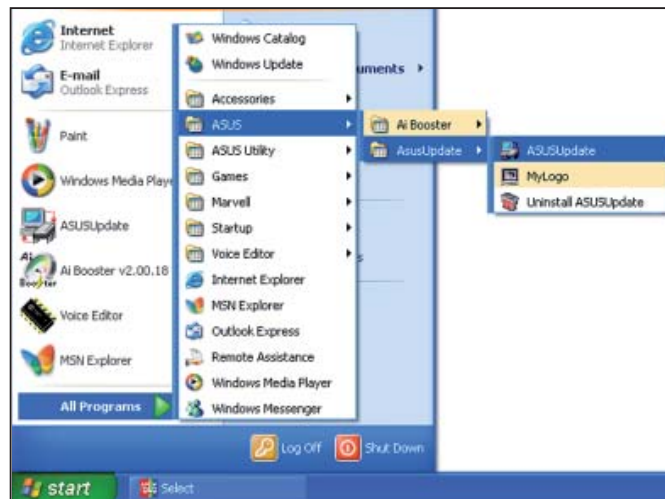 Internet
Internet Explorer
E-mail
Outlook Express
Paint
Windows Media Playe
ASUSUpdate
Ai Booster v2.00.18
Voice Editor
MSN Explorer
All Programs
Windows Catalog
Windows Update
Accessories
ASUS
ASUS Utility
Games
Marvell
Startup
Voice Editor
Internet Explorer
MSN Explorer
Outlook Express
Remote Assistance
Windows Media Player
Windows Messenger
uments
s
Ai Booster
AsusUpdate
ASUSUpdate
MyLogo
Uninstall ASUSUpdate
Log Off
Shut Down
start
Select